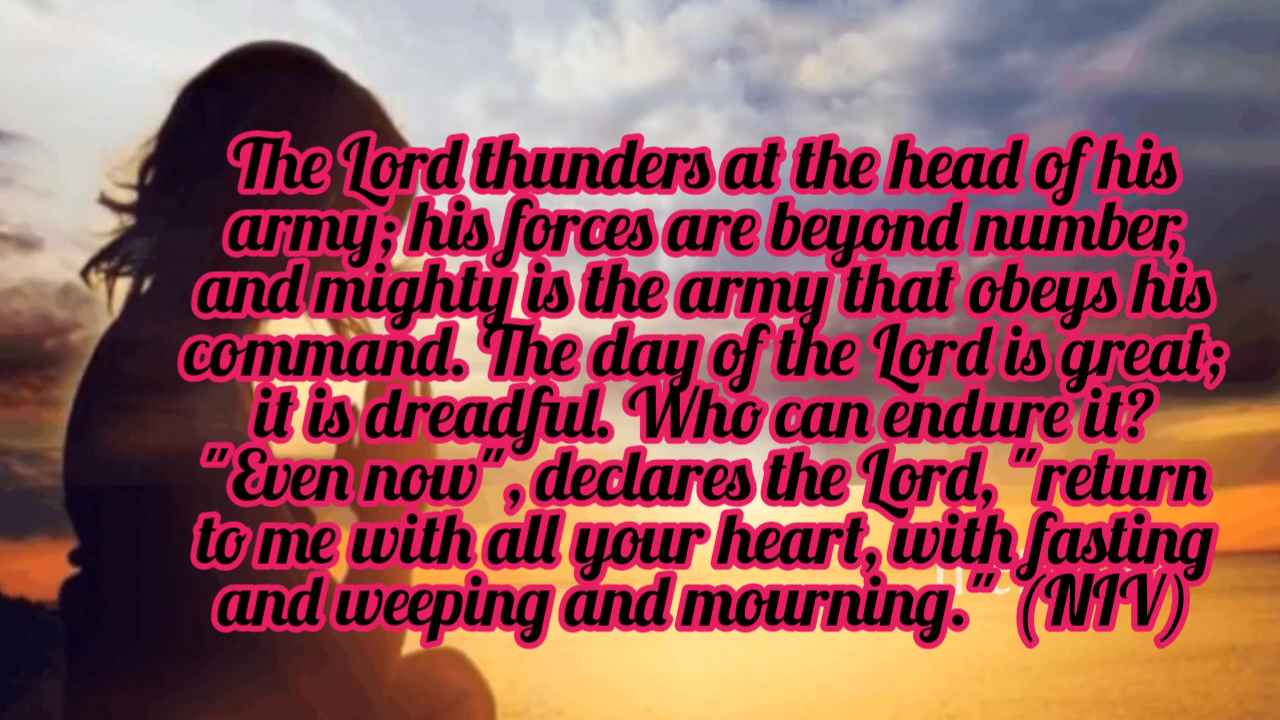 The Lord thunders at the head of his
army; his forces are beyond number,
and mighty is the army that obeys his
command. The day of the Lord is great;
it is dreadful. Who can endure it?
"Even now", declares the Lord, "return
to me with all your heart, with fasting
and weeping and mourning." (NIV)